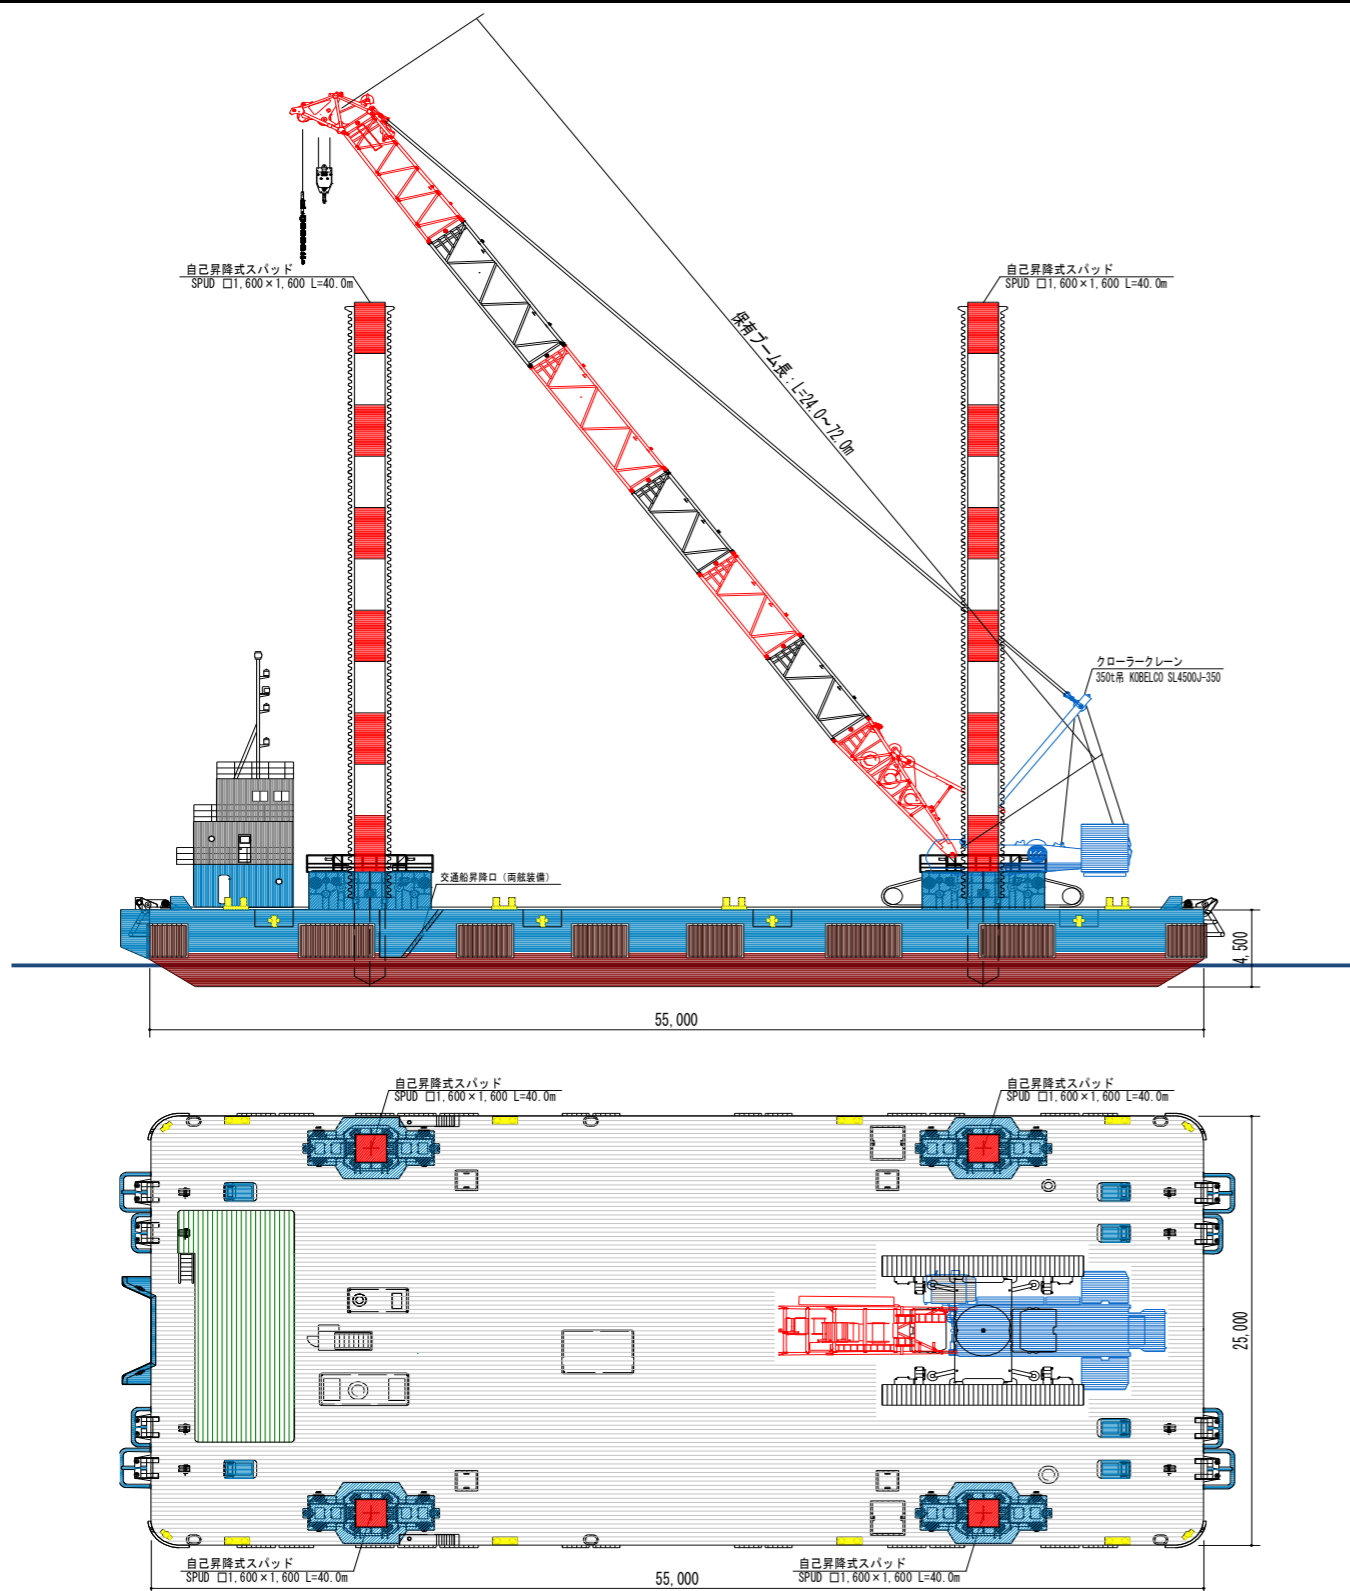 自己昇降式スパッド
SPUD □1,600×1,600 L=40.0m
自己昇降式スパッド
SPUD □1,600×1,600 L=40.0m
保有ブーム長:L=24.0~72.0m
クローラークレーン
350t吊 KOBELCO SL4500J-350
交通船昇降口(両舷装備)
4,500
55,000
自己昇降式スパッド
SPUD □1,600×1,600 L=40.0m
自己昇降式スパッド
SPUD □1,600×1,600 L=40.0m
25,000
自己昇降式スパッド
SPUD □1,600×1,600 L=40.0m
自己昇降式スパッド
SPUD □1,600×1,600 L=40.0m
55,000